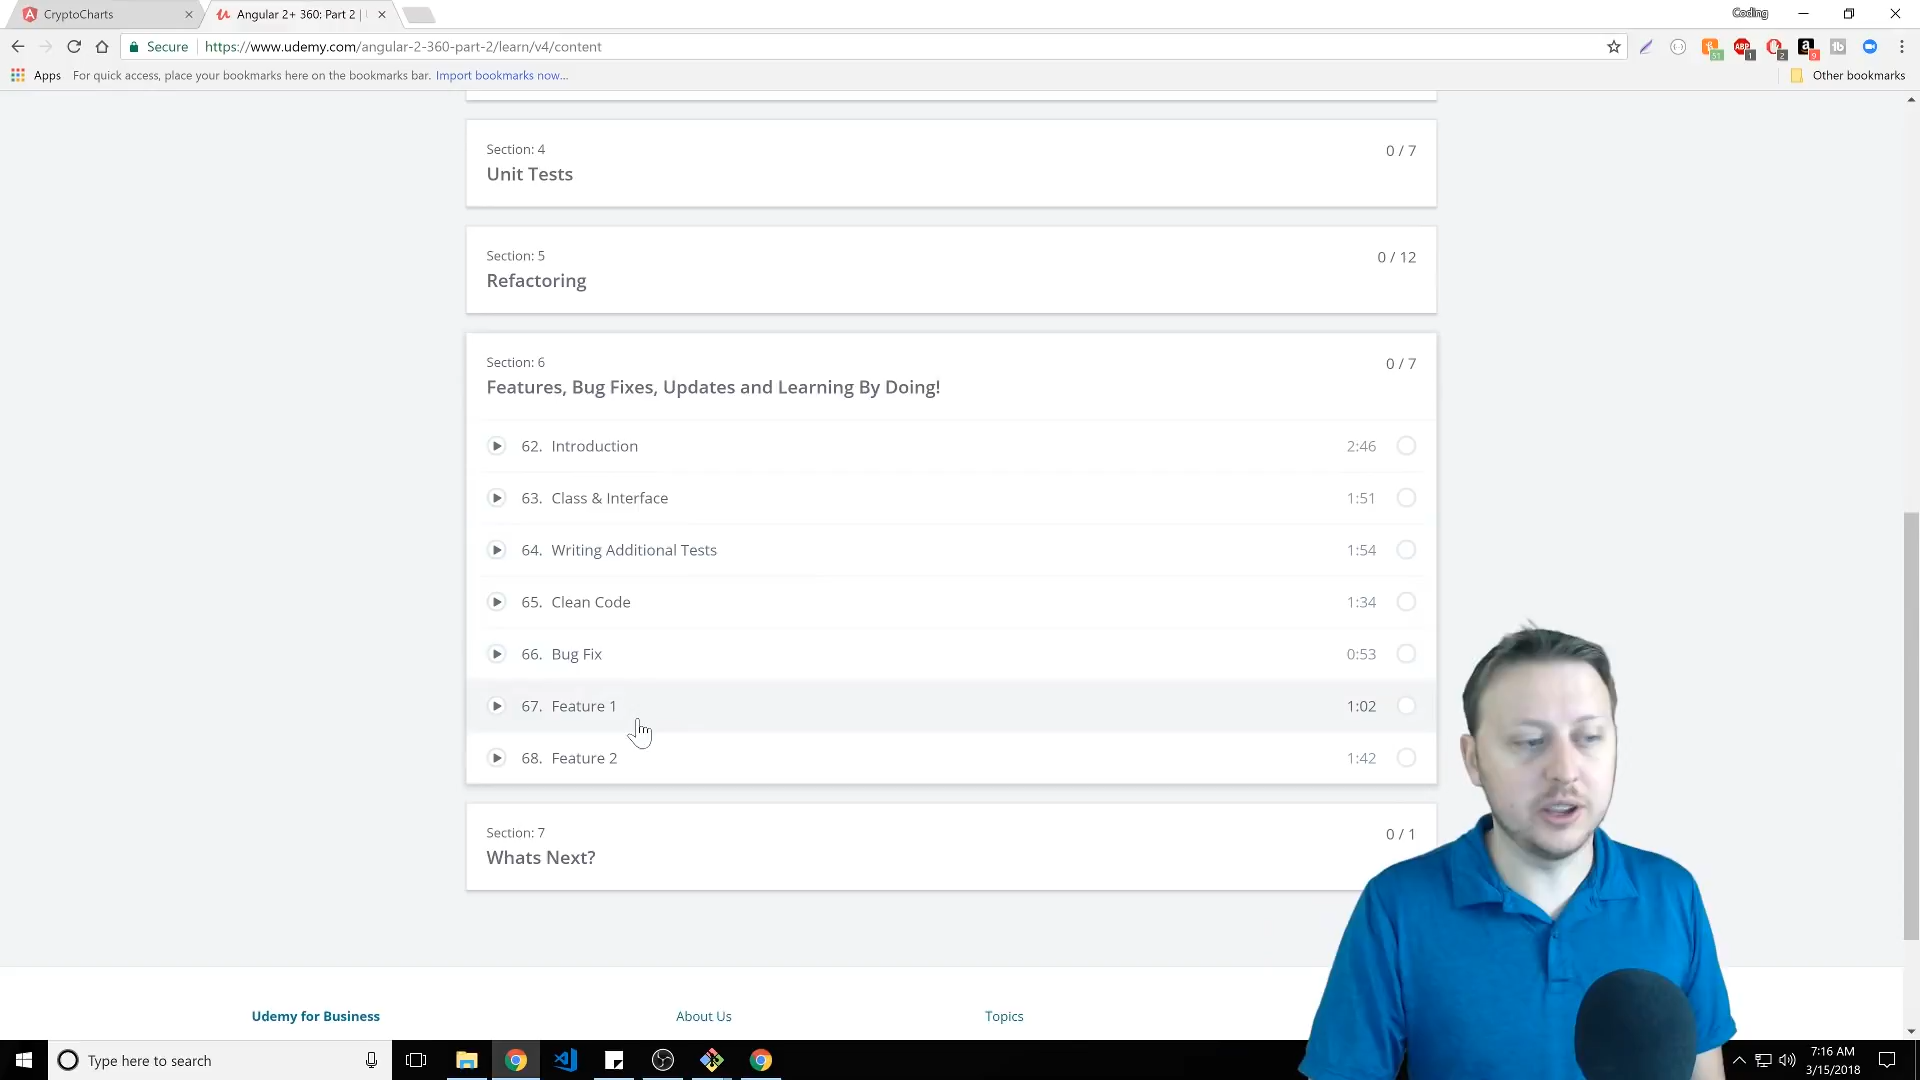 CryptoCharts
Angular 2+ 360: Part 2 |
Coding
Secure
https://www.udemy.com/angular-2-360-part-2/learn/v4/content
51
ABP
1
2
a
9
tb
Apps
For quick access, place your bookmarks here on the bookmarks bar. Import bookmarks now...
Other bookmarks
Section: 4
0 / 7
Unit Tests
Section: 5
0 / 12
Refactoring
Section: 6
0 / 7
Features, Bug Fixes, Updates and Learning By Doing!
62. Introduction 2:46
63. Class & Interface 1:51
64. Writing Additional Tests 1:54
65. Clean Code 1:34
66. Bug Fix 0:53
67. Feature 1 1:02
68. Feature 2 1:42
Section: 7
0 / 1
Whats Next?
Udemy for Business
About Us
Topics
Type here to search
7:16 AM
3/15/2018